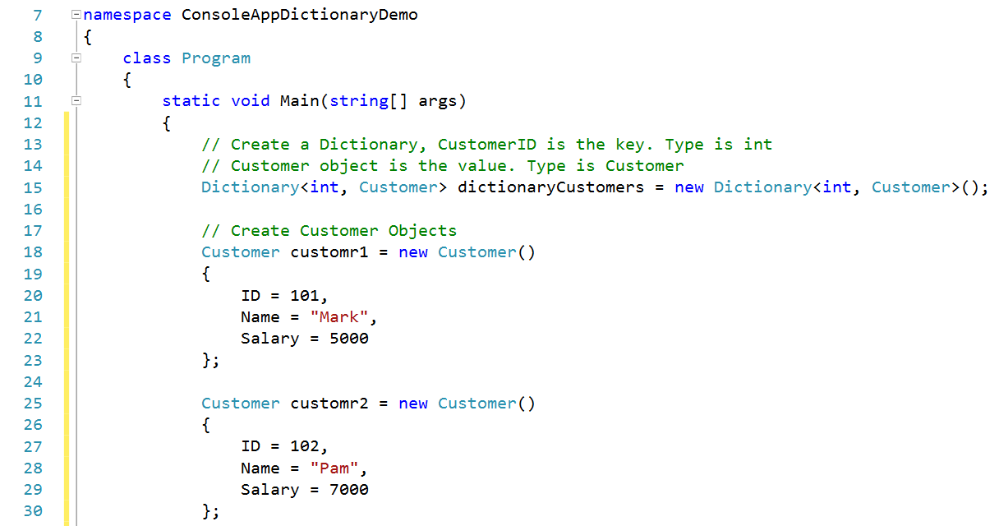 7 namespace ConsoleAppDictionaryDemo
8 {
9     class Program
10     {
11         static void Main(string[] args)
12         {
13             // Create a Dictionary, CustomerID is the key. Type is int
14             // Customer object is the value. Type is Customer
15             Dictionary<int, Customer> dictionaryCustomers = new Dictionary<int, Customer>();
16
17             // Create Customer Objects
18             Customer customr1 = new Customer()
19             {
20                 ID = 101,
21                 Name = "Mark",
22                 Salary = 5000
23             };
24
25             Customer customr2 = new Customer()
26             {
27                 ID = 102,
28                 Name = "Pam",
29                 Salary = 7000
30             };